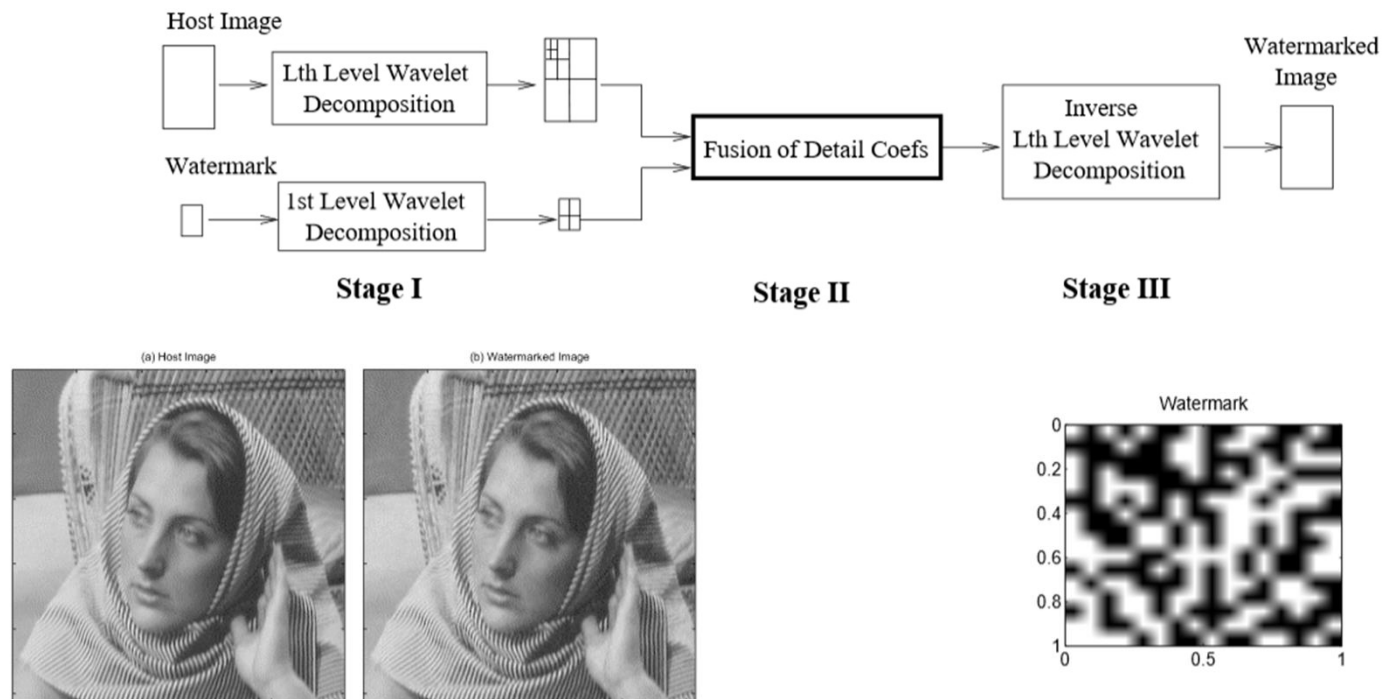 Host Image
Lth Level Wavelet
Decomposition
Watermark
1st Level Wavelet
Decomposition
Fusion of Detail Coefs
Inverse
Lth Level Wavelet
Decomposition
Watermarked
Image
Stage I
Stage II
Stage III
(a) Host Image
(b) Watermarked Image
Watermark
0
0.2
0.4
0.6
0.8
1
0
0.5
1